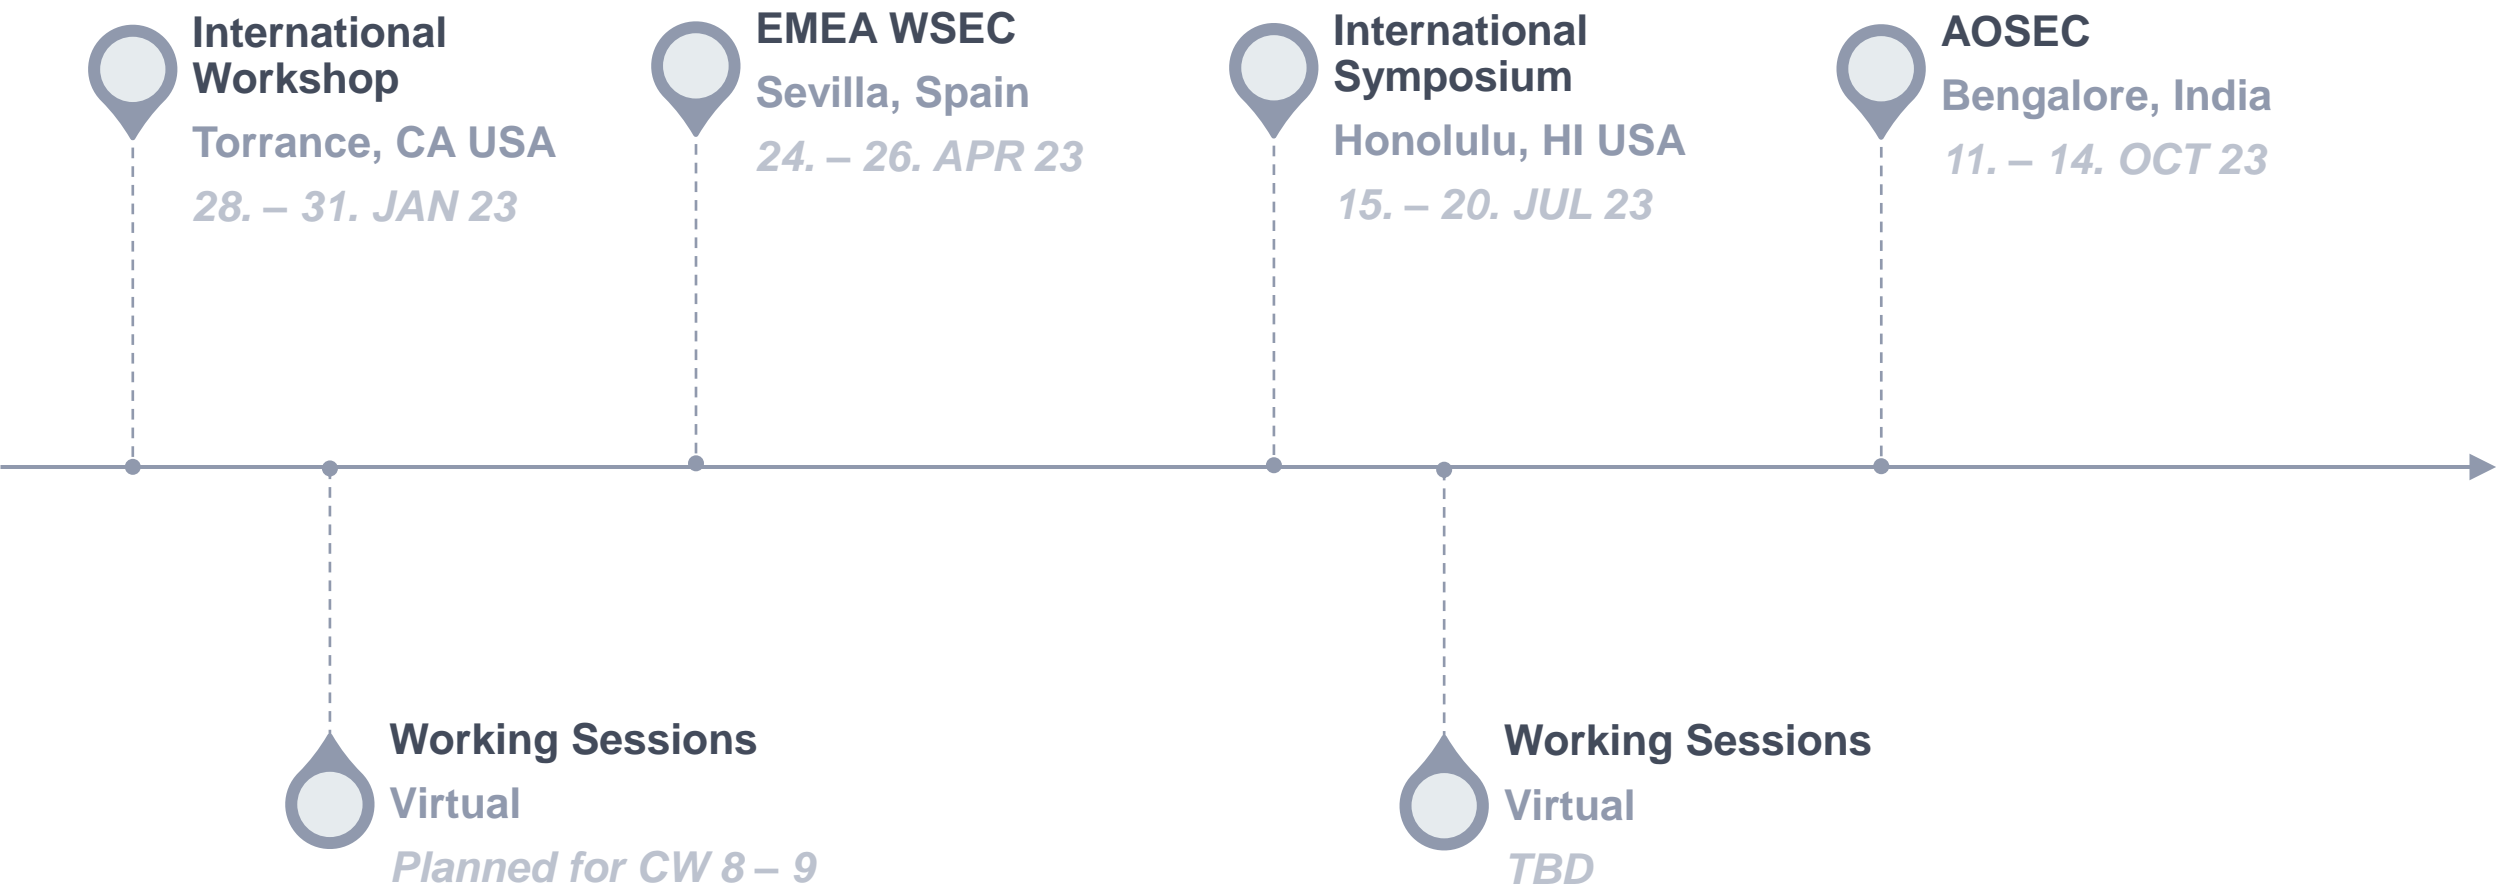 International
Workshop
Torrance, CA USA
28. – 31. JAN 23
EMEA WSEC
Sevilla, Spain
24. – 26. APR 23
International
Symposium
Honolulu, HI USA
15. – 20. JUL 23
AOSEC
Bengalore, India
11. – 14. OCT 23
Working Sessions
Virtual
Planned for CW 8 – 9
Working Sessions
Virtual
TBD